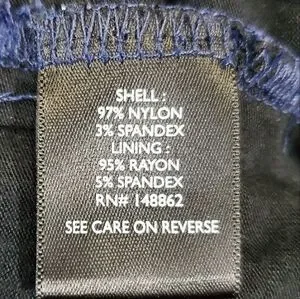 SHELL :
97% NYLON
3% SPANDEX
LINING :
95% RAYON
5% SPANDEX
RN# 148862
SEE CARE ON REVERSE